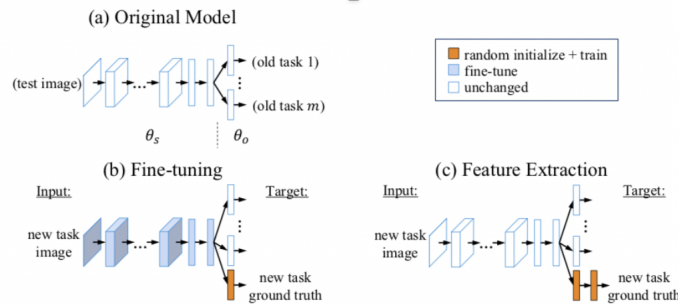 (a) Original Model
(test image)
...
(old task 1)
⋮
(old task m)
θs
θo
random initialize + train
fine-tune
unchanged
(b) Fine-tuning
Input:
Target:
new task
image
...
⋮
new task
ground truth
(c) Feature Extraction
Input:
Target:
new task
image
...
⋮
new task
ground truth